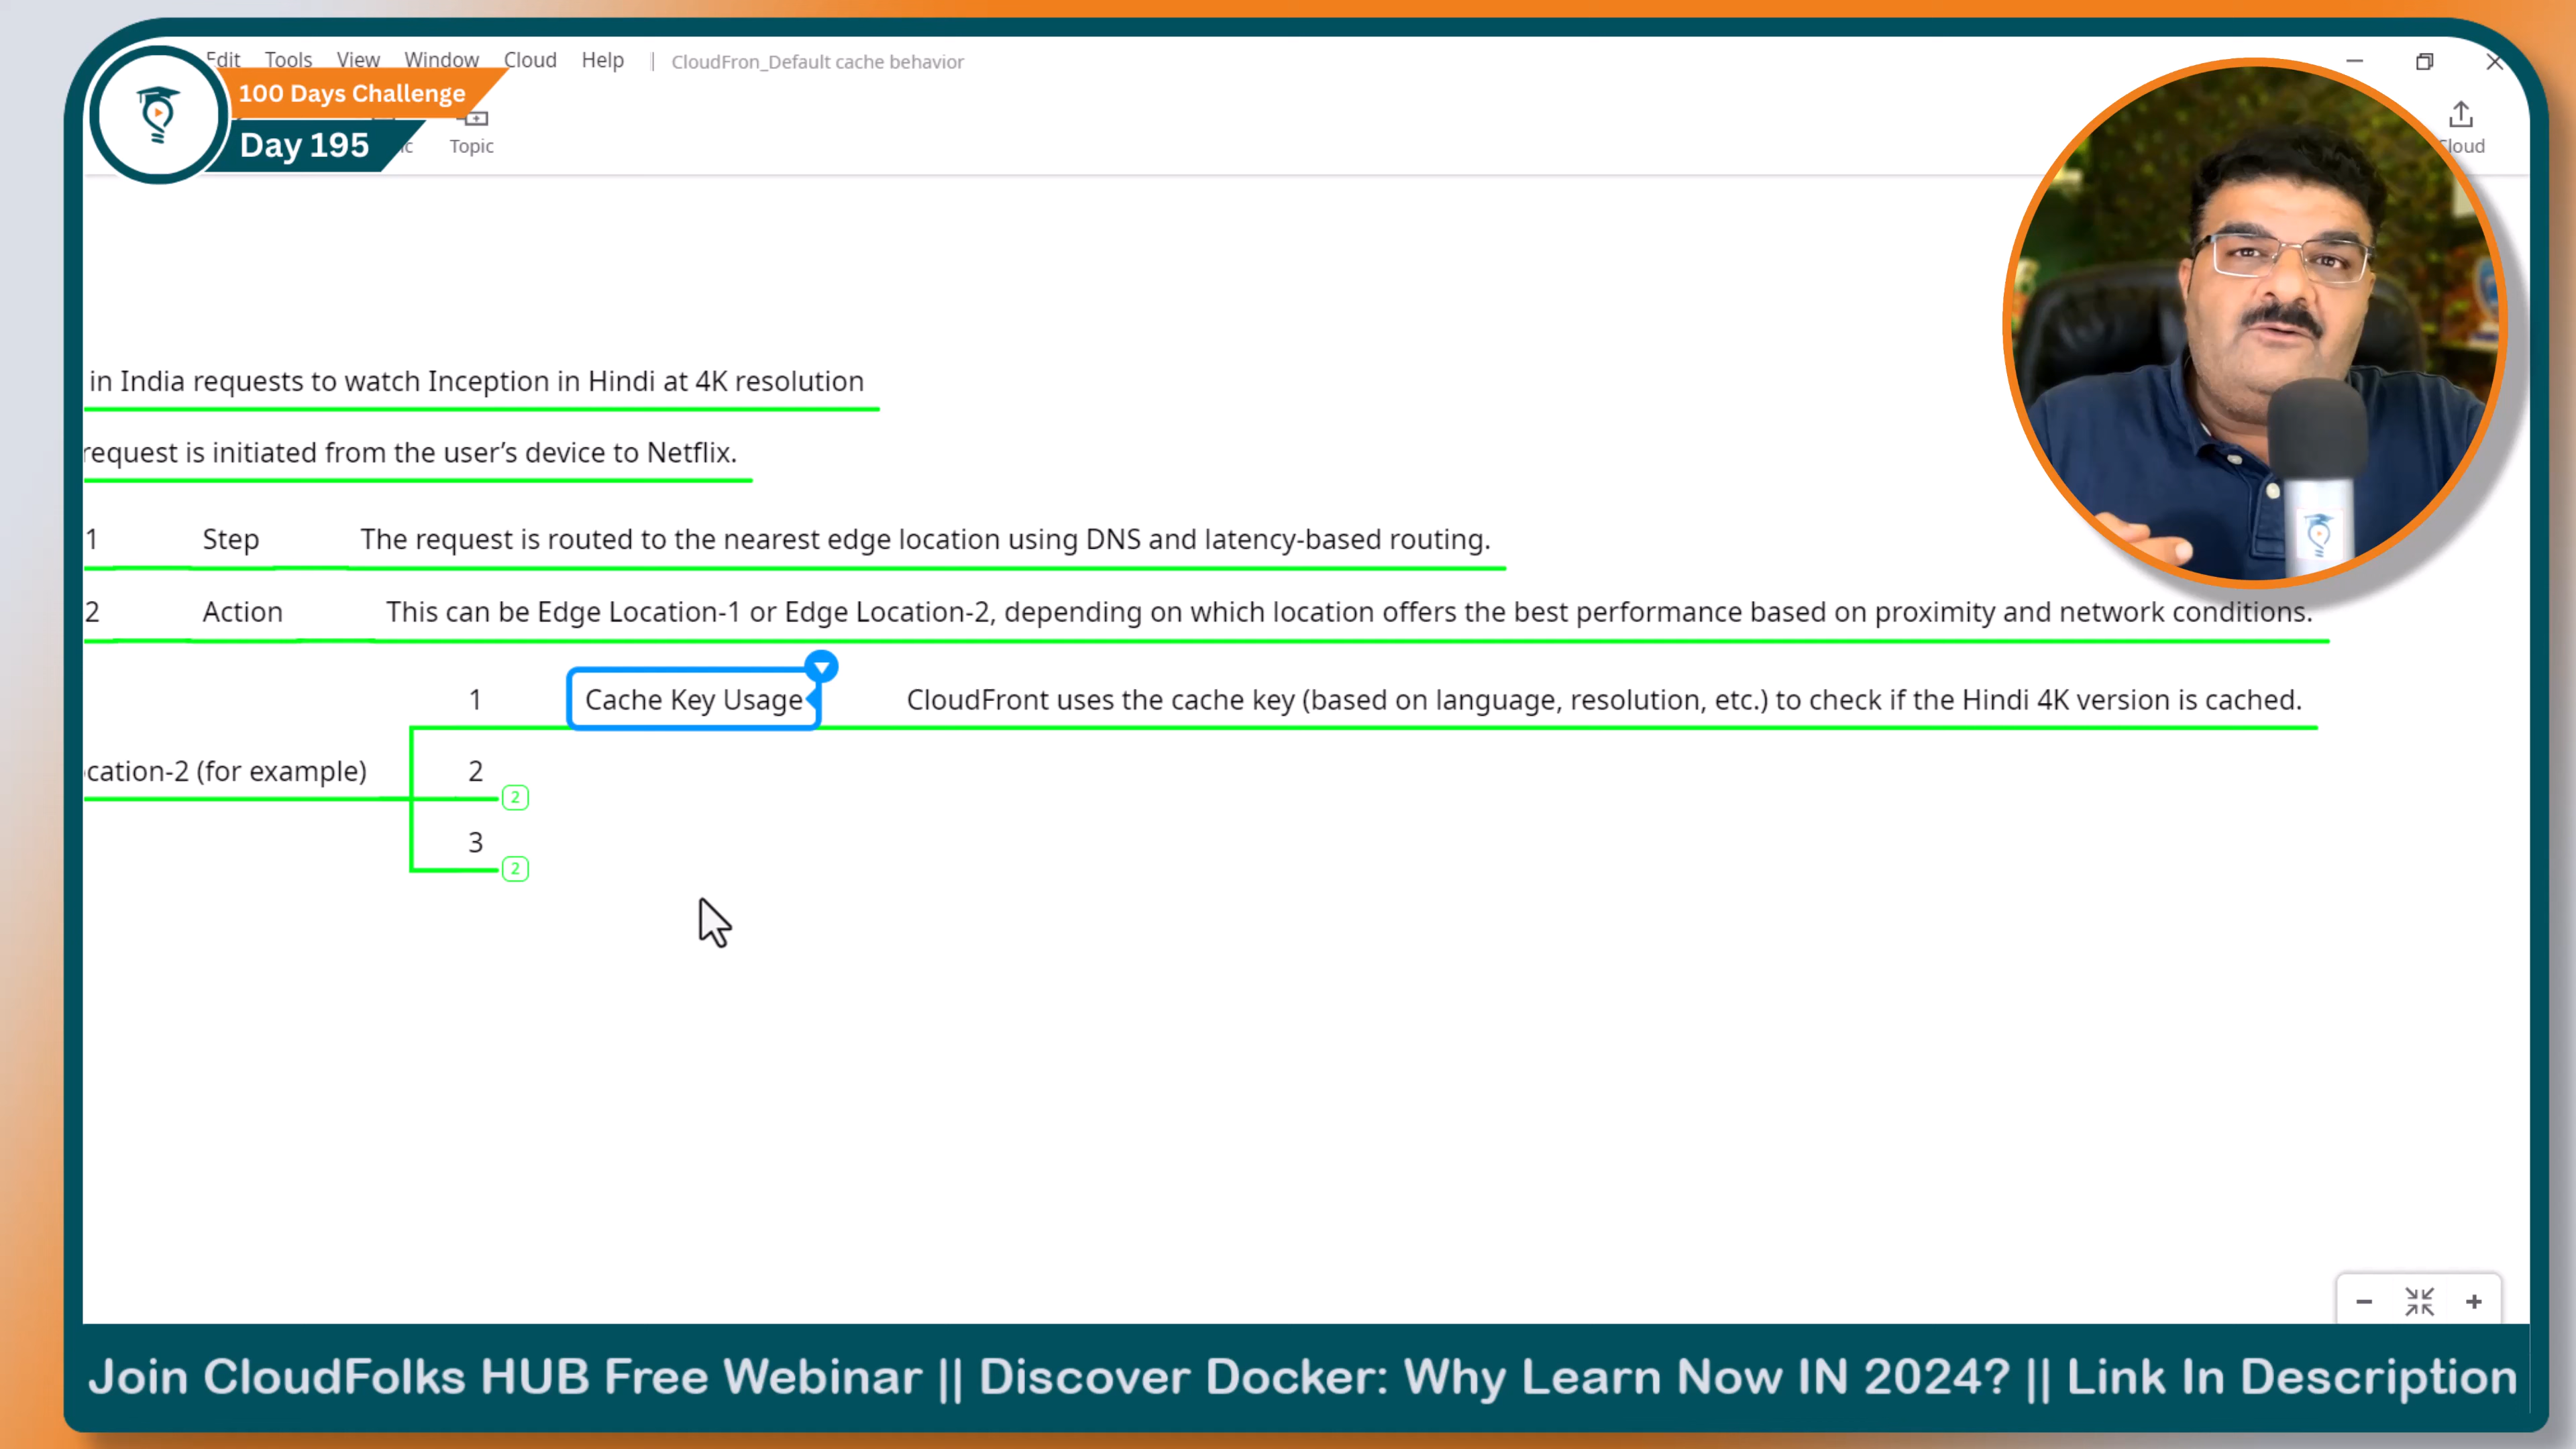 Edit Tools View Window Cloud Help | CloudFron_Default cache behavior
100 Days Challenge
Day 195
Topic
in India requests to watch Inception in Hindi at 4K resolution
request is initiated from the user's device to Netflix.
1 Step The request is routed to the nearest edge location using DNS and latency-based routing.
2 Action This can be Edge Location-1 or Edge Location-2, depending on which location offers the best performance based on proximity and network conditions.
1 Cache Key Usage CloudFront uses the cache key (based on language, resolution, etc.) to check if the Hindi 4K version is cached.
cation-2 (for example) 2 2
3 2
Join CloudFolks HUB Free Webinar || Discover Docker: Why Learn Now IN 2024? || Link In Description